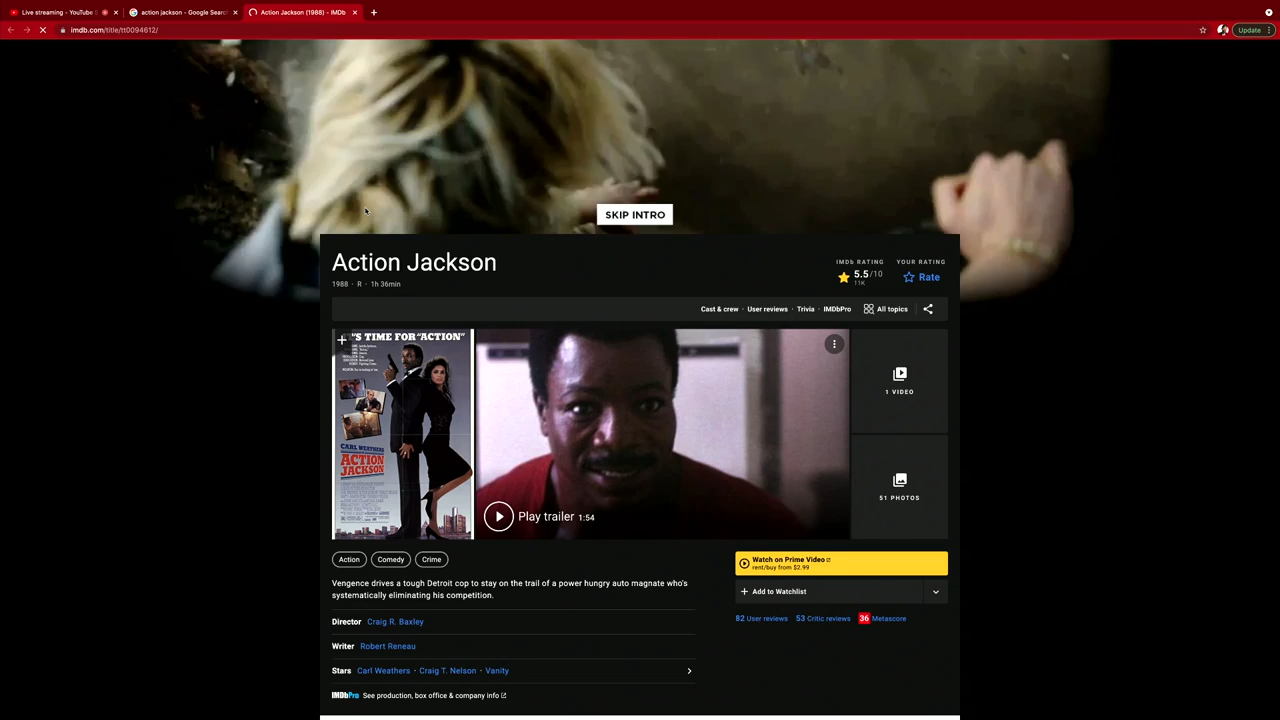 Live streaming - YouTube S
action jackson - Google Search
Action Jackson (1988) - IMDb
imdb.com/title/tt0094612/
Update
SKIP INTRO
Action Jackson
1988 · R · 1h 36min
IMDb RATING
5.5/10
11K
YOUR RATING
Rate
Cast & crew · User reviews · Trivia · IMDbPro
All topics
'S TIME FOR "ACTION"
CARL WEATHERS
ACTION
JACKSON
Play trailer 1:54
1 VIDEO
51 PHOTOS
Action
Comedy
Crime
Vengence drives a tough Detroit cop to stay on the trail of a power hungry auto magnate who's
systematically eliminating his competition.
Director Craig R. Baxley
Writer Robert Reneau
Stars Carl Weathers · Craig T. Nelson · Vanity
IMDbPro See production, box office & company info
Watch on Prime Video
rent/buy from $2.99
Add to Watchlist
82 User reviews 53 Critic reviews 36 Metascore